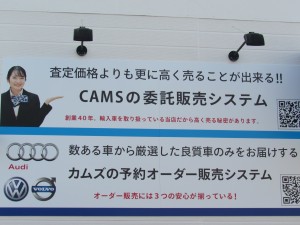 査定価格よりも更に高く売ることが出来る!!
CAMSの委託販売システム
創業40年、輸入車を取り扱っている当店だから高く売る秘密があります。
Audi
数ある車から厳選した良質車のみをお届けする
カムズの予約オーダー販売システム
VOLVO
オーダー販売には3つの安心が揃っている!